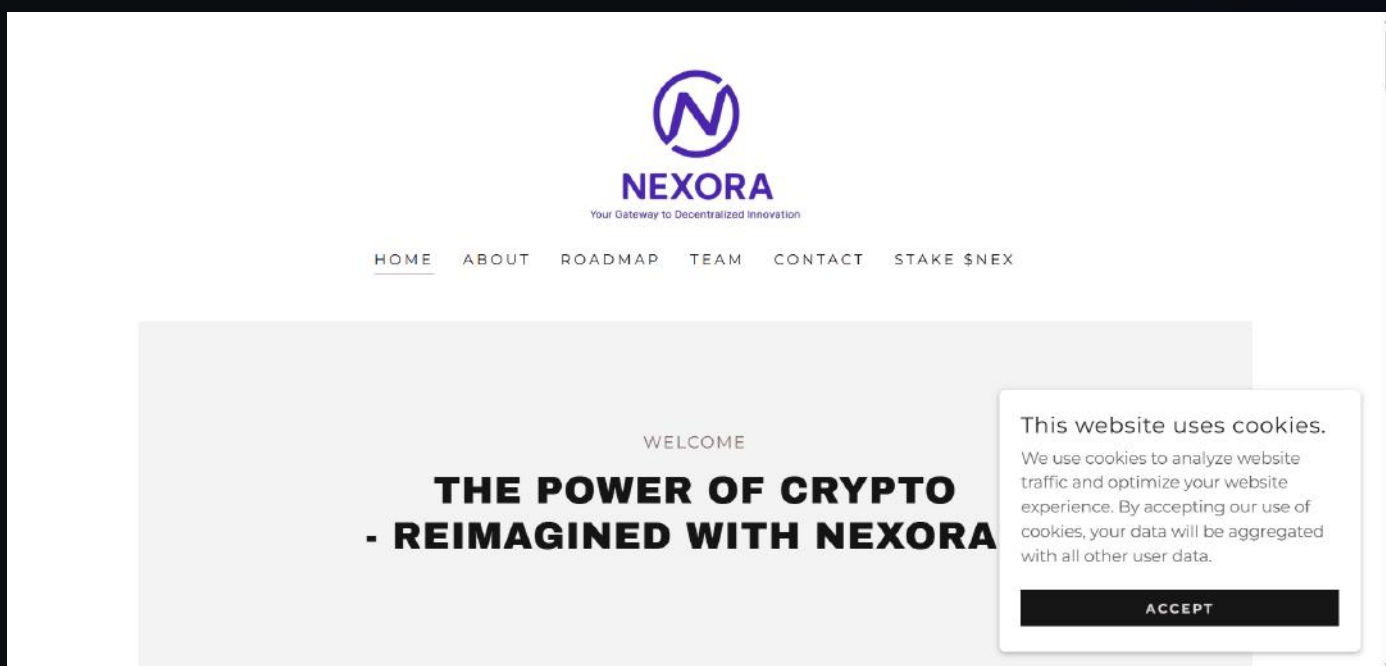 NEXORA
Your Gateway to Decentralized Innovation
HOME ABOUT ROADMAP TEAM CONTACT STAKE $NEX
WELCOME
THE POWER OF CRYPTO
- REIMAGINED WITH NEXORA
This website uses cookies.
We use cookies to analyze website
traffic and optimize your website
experience. By accepting our use of
cookies, your data will be aggregated
with all other user data.
ACCEPT